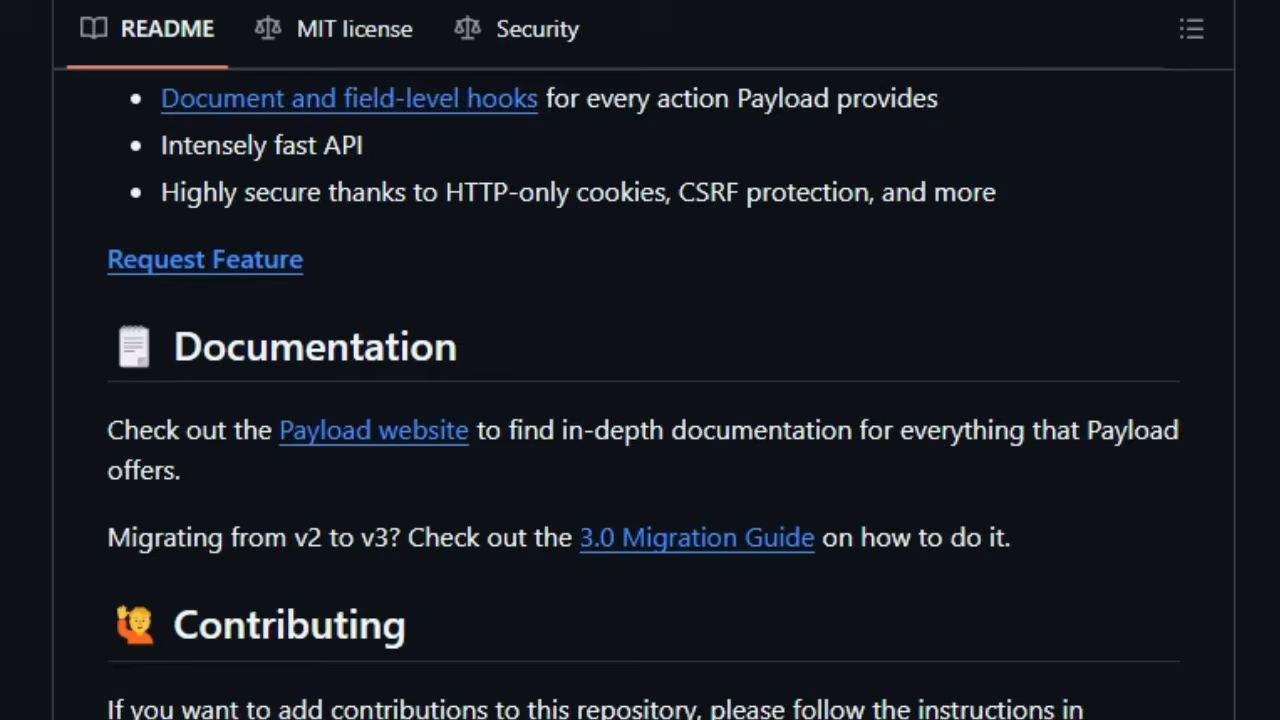 README MIT license Security
Document and field-level hooks for every action Payload provides
Intensely fast API
Highly secure thanks to HTTP-only cookies, CSRF protection, and more
Request Feature
Documentation
Check out the Payload website to find in-depth documentation for everything that Payload
offers.
Migrating from v2 to v3? Check out the 3.0 Migration Guide on how to do it.
Contributing
If you want to add contributions to this repository, please follow the instructions in